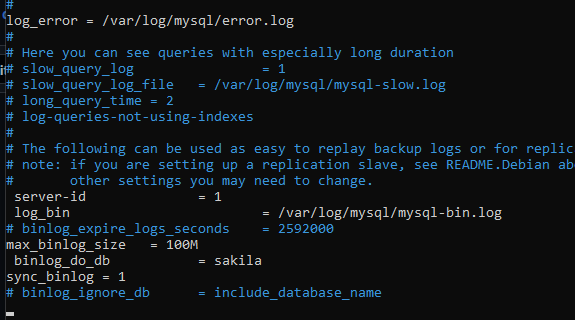 #
log_error = /var/log/mysql/error.log
#
# Here you can see queries with especially long duration
# slow_query_log                = 1
# slow_query_log_file   = /var/log/mysql/mysql-slow.log
# long_query_time = 2
# log-queries-not-using-indexes
#
# The following can be used as easy to replay backup logs or for replic
# note: if you are setting up a replication slave, see README.Debian abo
#       other settings you may need to change.
 server-id              = 1
 log_bin                        = /var/log/mysql/mysql-bin.log
# binlog_expire_logs_seconds    = 2592000
max_binlog_size   = 100M
 binlog_do_db           = sakila
sync_binlog = 1
# binlog_ignore_db      = include_database_name